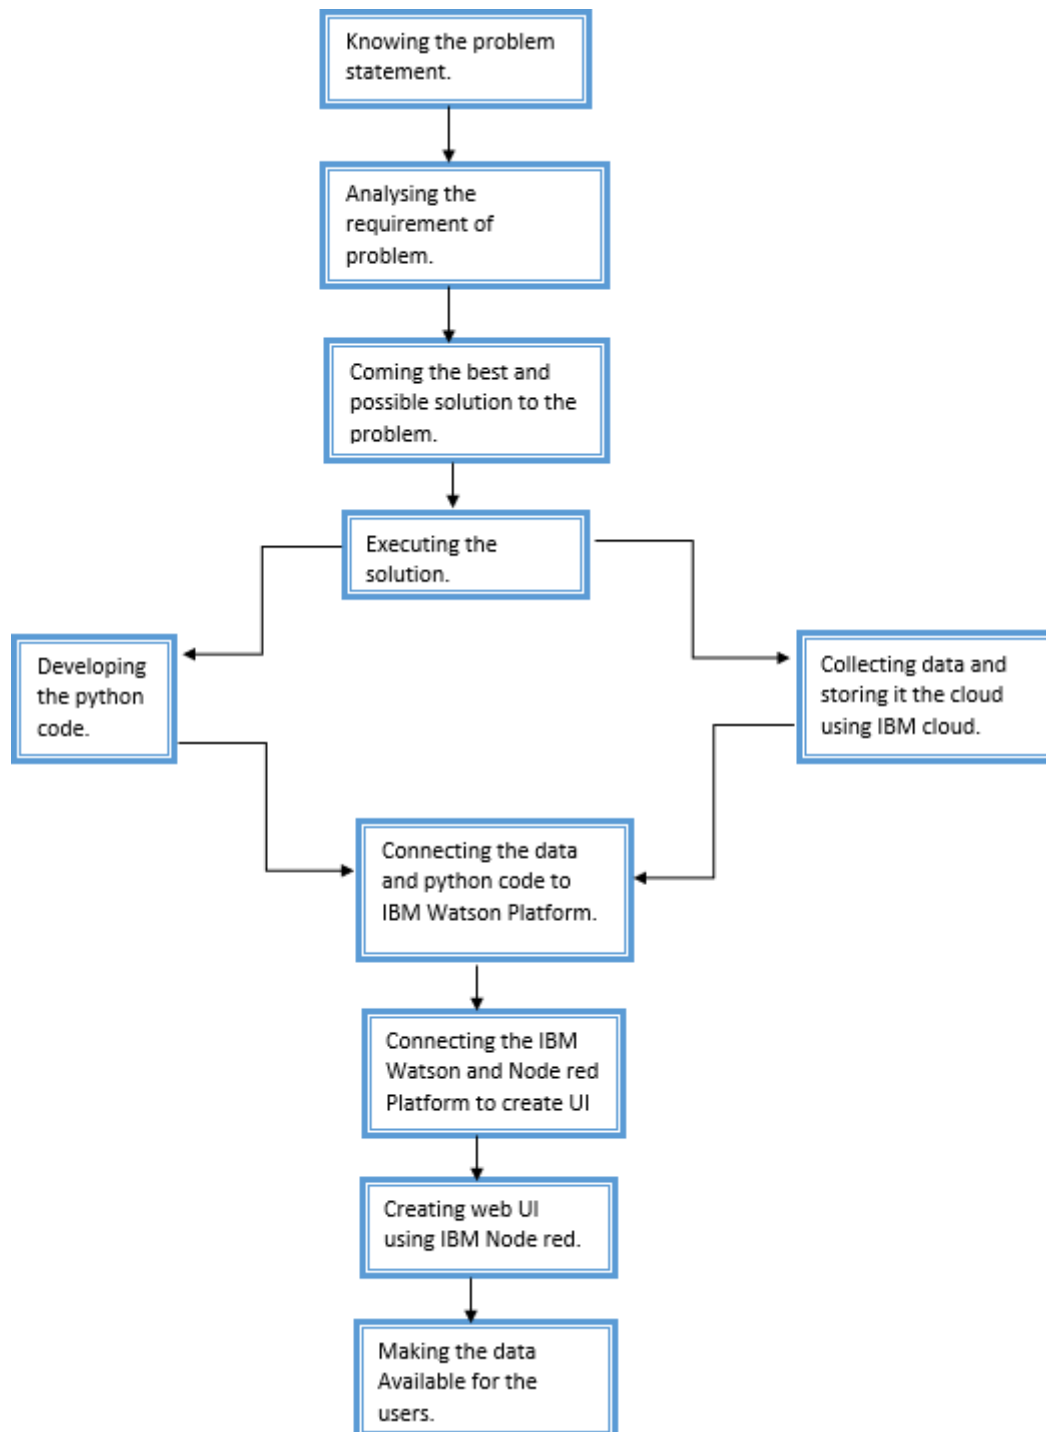 Knowing the problem
statement.
Analysing the
requirement of
problem.
Coming the best and
possible solution to the
problem.
Executing the
solution.
Developing
the python
code.
Collecting data and
storing it the cloud
using IBM cloud.
Connecting the data
and python code to
IBM Watson Platform.
Connecting the IBM
Watson and Node red
Platform to create UI
Creating web UI
using IBM Node red.
Making the data
Available for the
users.